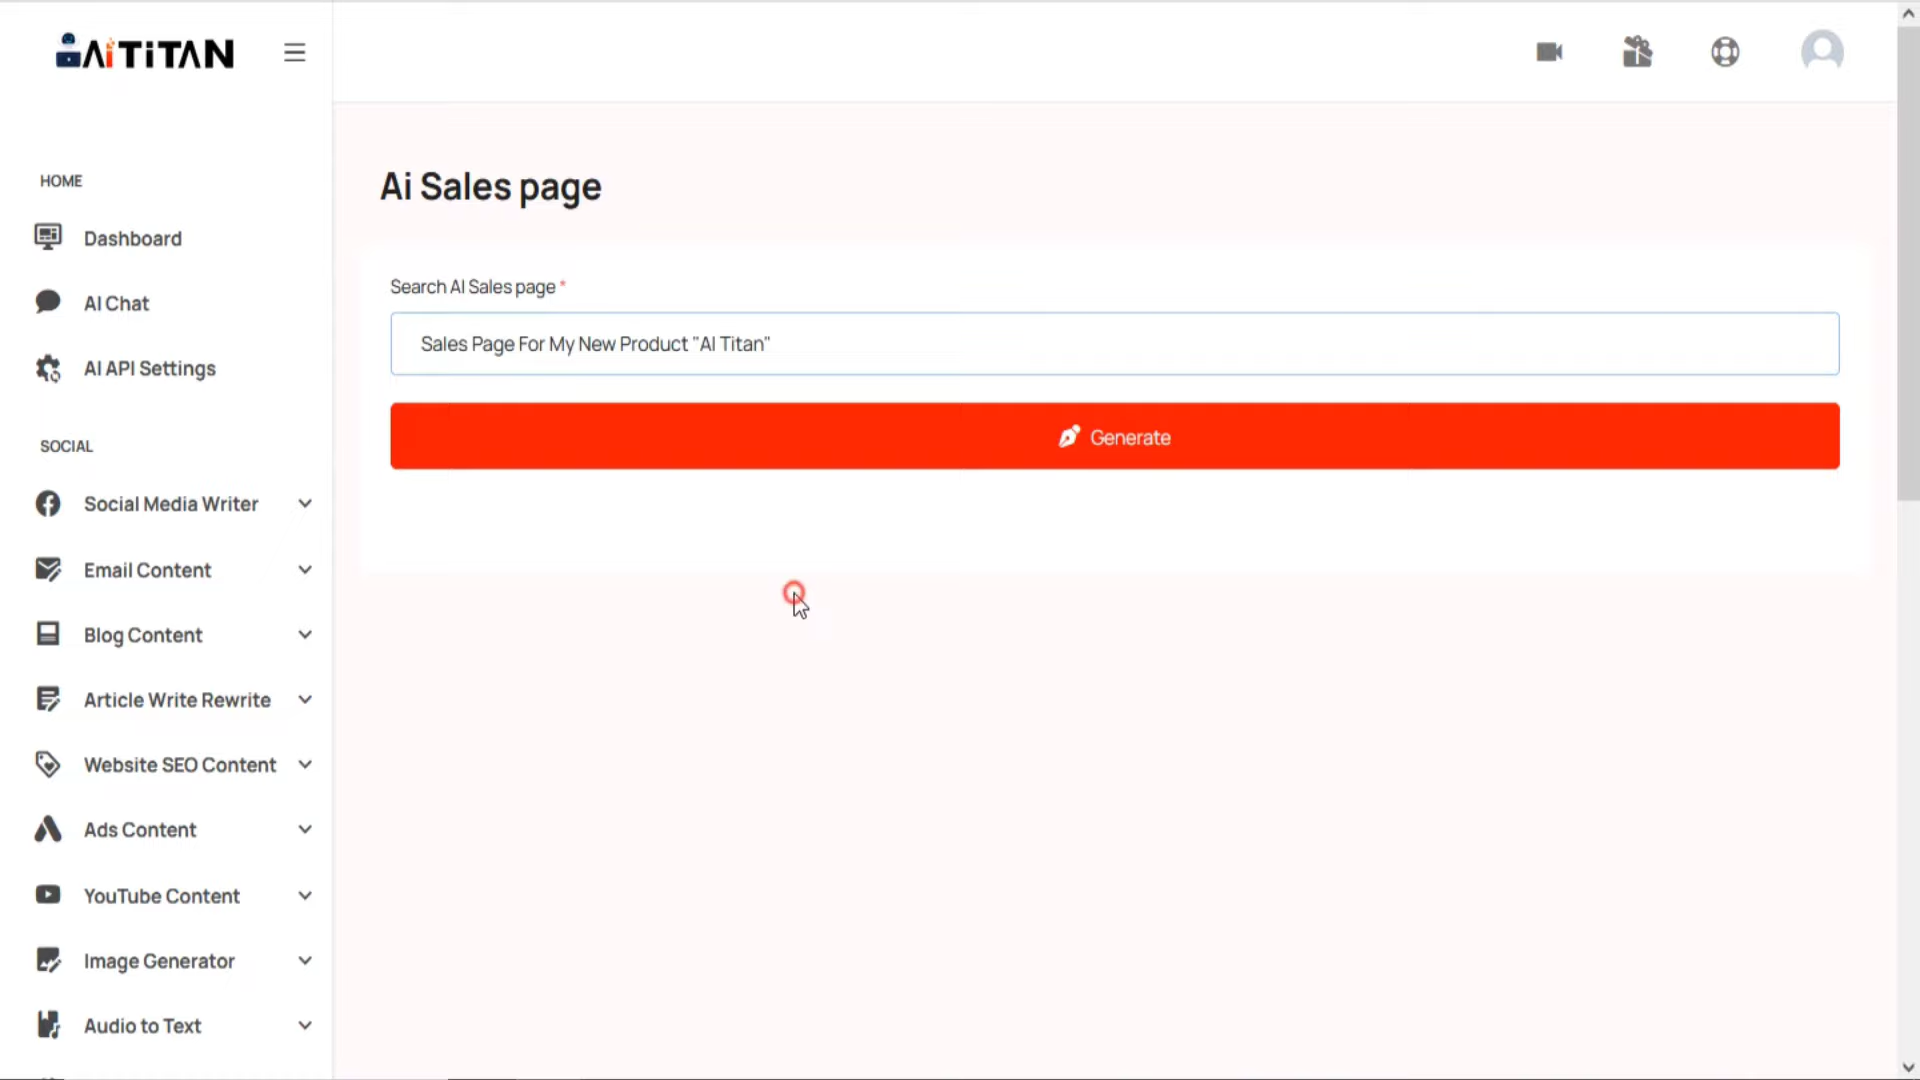 AiTiTAN
HOME
Dashboard
AI Chat
AI API Settings
SOCIAL
Social Media Writer
Email Content
Blog Content
Article Write Rewrite
Website SEO Content
Ads Content
YouTube Content
Image Generator
Audio to Text
Ai Sales page
Search AI Sales page *
Sales Page For My New Product "AI Titan"
Generate